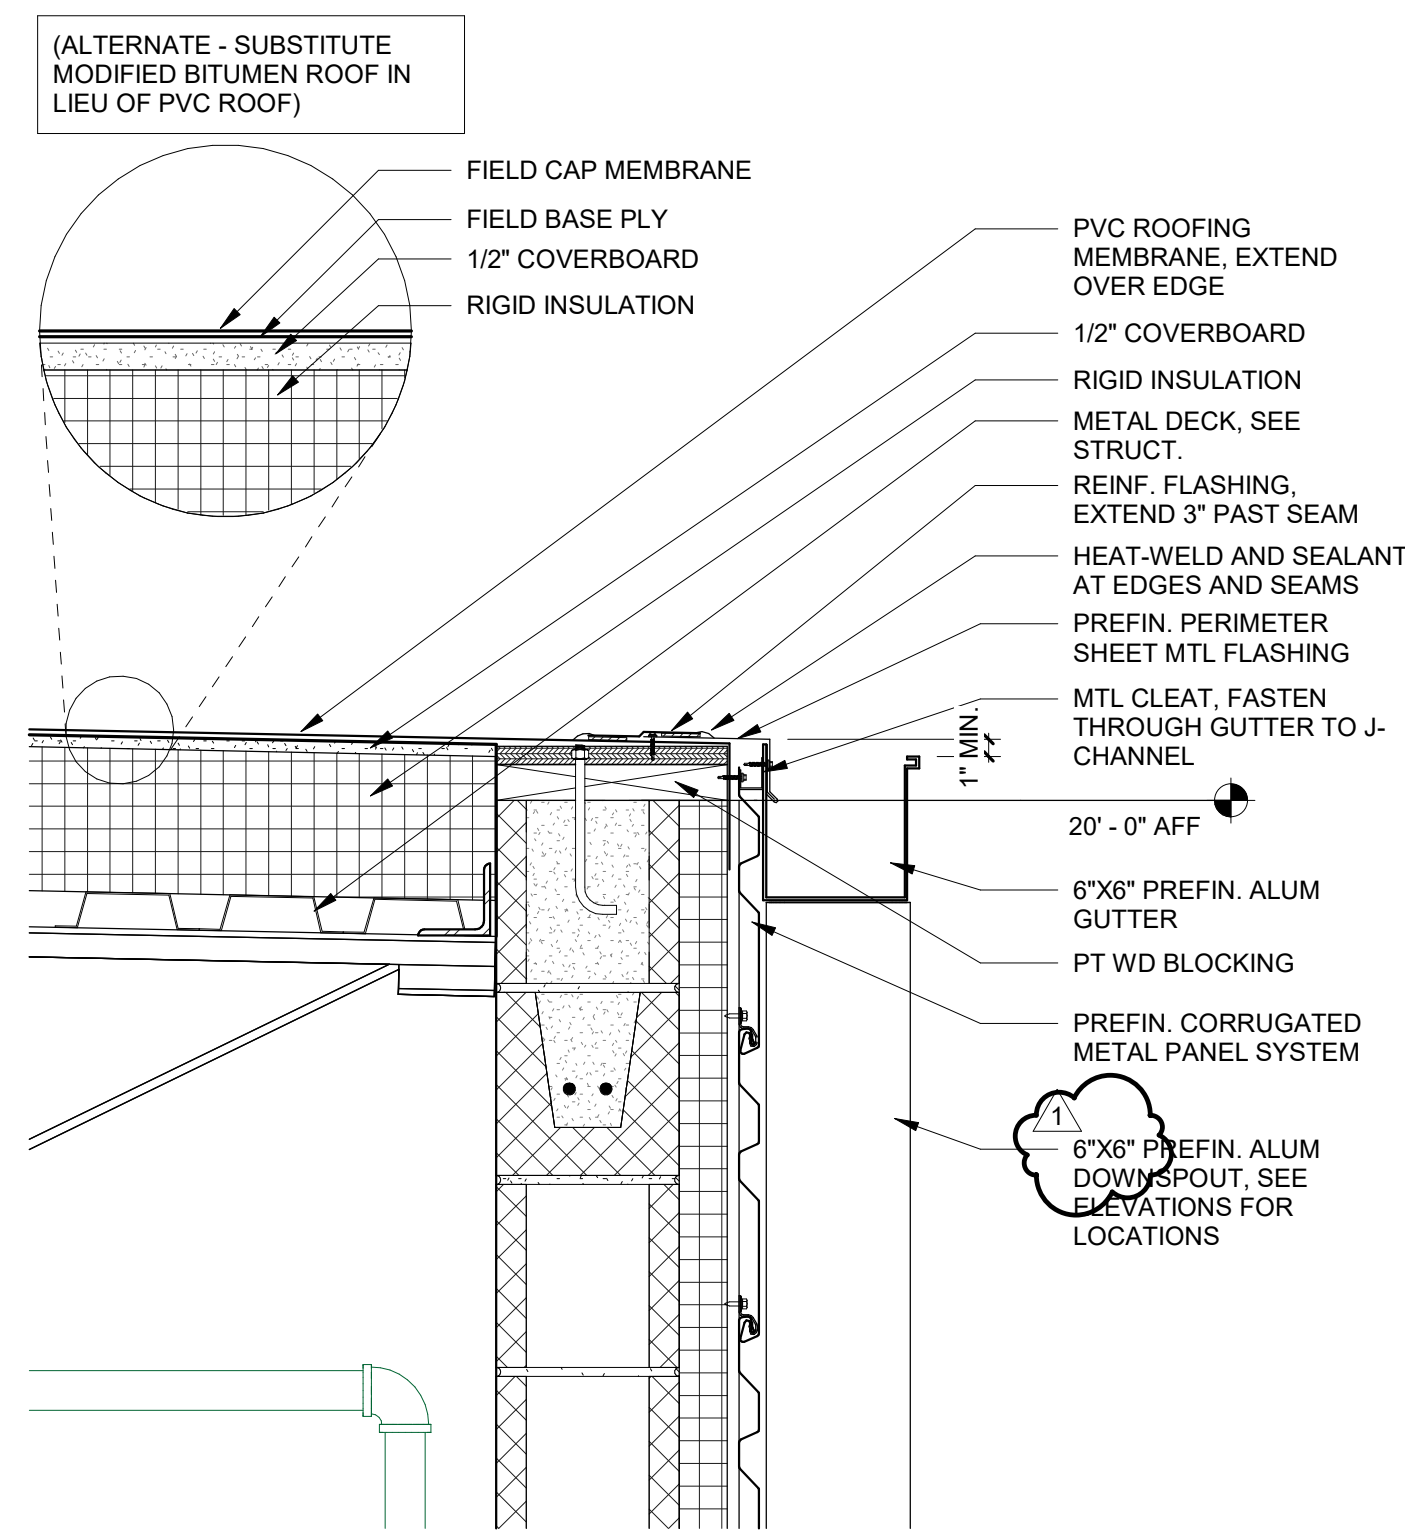 (ALTERNATE - SUBSTITUTE
MODIFIED BITUMEN ROOF IN
LIEU OF PVC ROOF)
FIELD CAP MEMBRANE
FIELD BASE PLY
1/2" COVERBOARD
RIGID INSULATION
PVC ROOFING
MEMBRANE, EXTEND
OVER EDGE
1/2" COVERBOARD
RIGID INSULATION
METAL DECK, SEE
STRUCT.
REINF. FLASHING,
EXTEND 3" PAST SEAM
HEAT-WELD AND SEALANT
AT EDGES AND SEAMS
PREFIN. PERIMETER
SHEET MTL FLASHING
MTL CLEAT, FASTEN
THROUGH GUTTER TO J-
CHANNEL
1" MIN.
20' - 0" AFF
6"X6" PREFIN. ALUM
GUTTER
PT WD BLOCKING
PREFIN. CORRUGATED
METAL PANEL SYSTEM
1
6"X6" PREFIN. ALUM
DOWNSPOUT, SEE
ELEVATIONS FOR
LOCATIONS